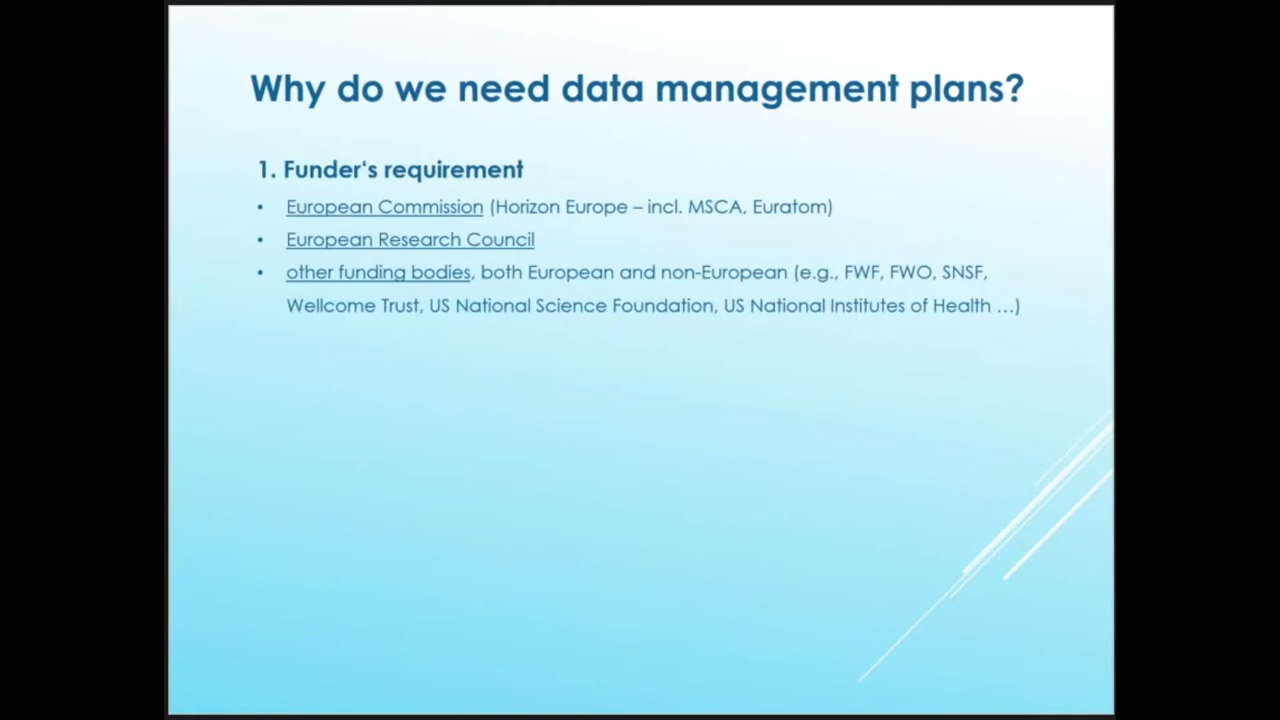 Why do we need data management plans?
1. Funder‘s requirement
• European Commission (Horizon Europe – incl. MSCA, Euratom)
• European Research Council
• other funding bodies, both European and non-European (e.g., FWF, FWO, SNSF,
Wellcome Trust, US National Science Foundation, US National Institutes of Health …)